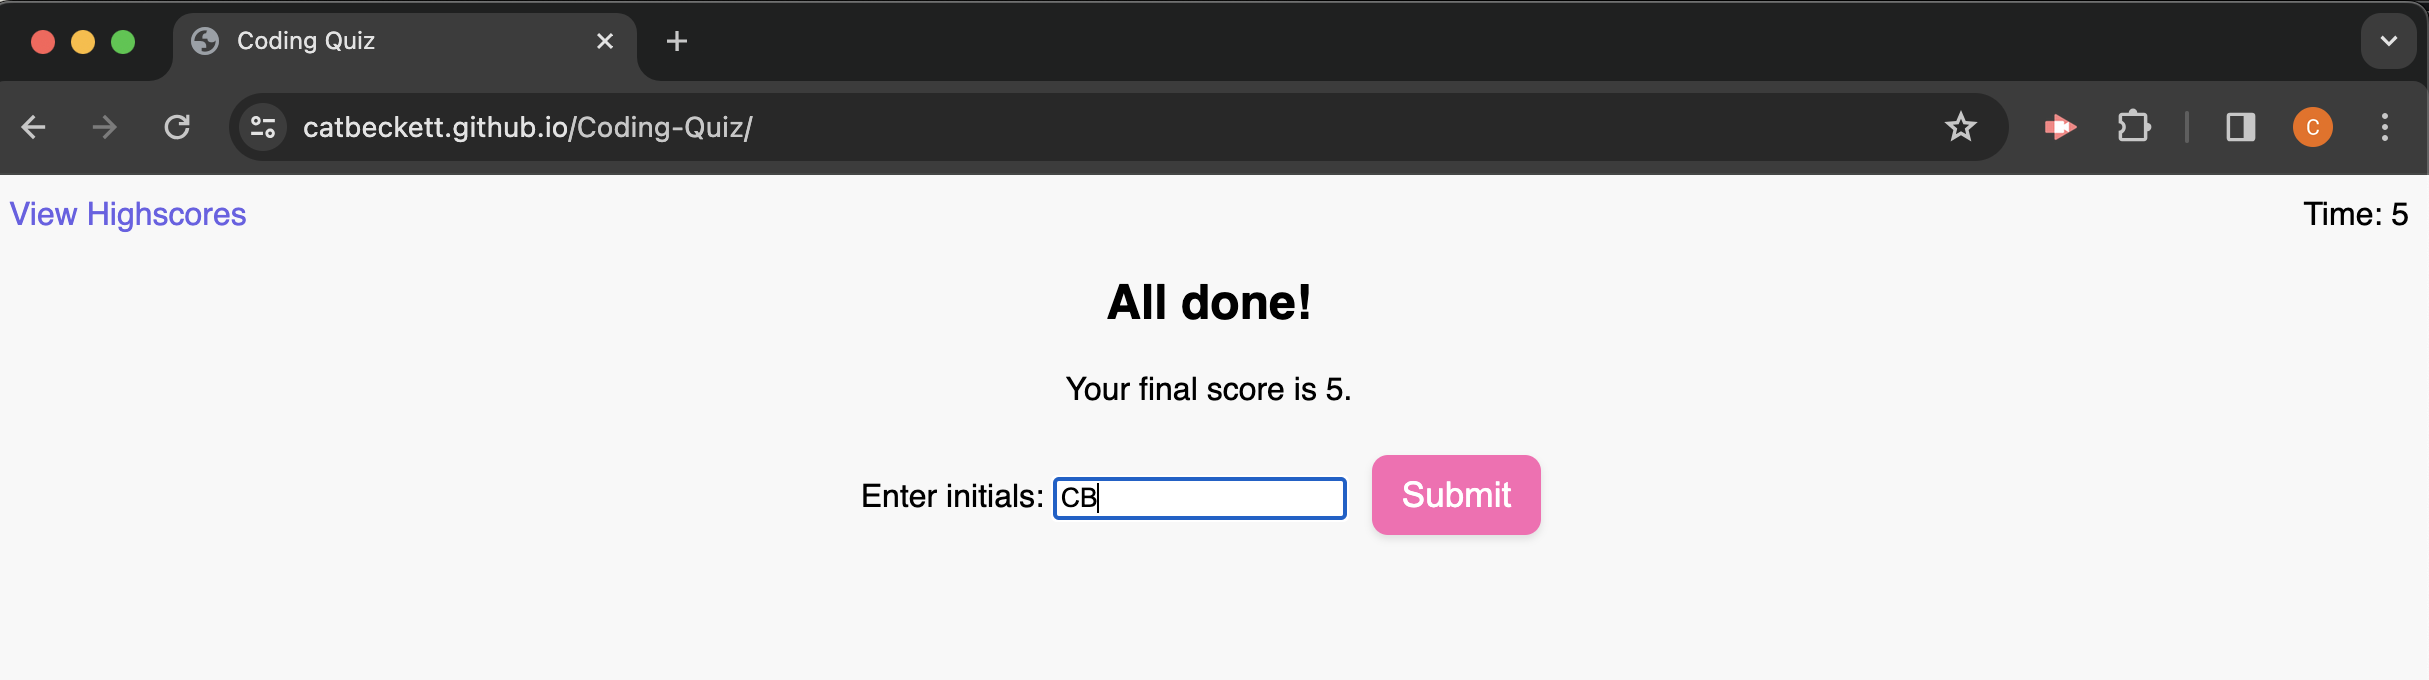 Coding Quiz
catbeckett.github.io/Coding-Quiz/
C
View Highscores
Time: 5
All done!
Your final score is 5.
Enter initials: CB Submit